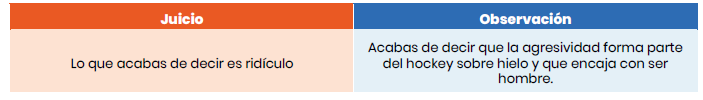 Juicio
Observación
Lo que acabas de decir es ridículo
Acabas de decir que la agresividad forma parte
del hockey sobre hielo y que encaja con ser
hombre.